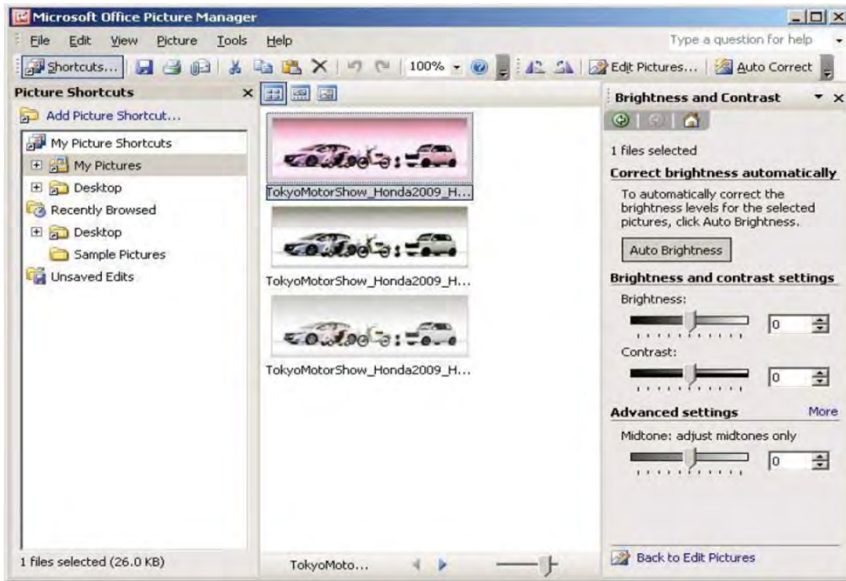 Microsoft Office Picture Manager
File Edit View Picture Tools Help
Type a question for help
Shortcuts... 100% Edit Pictures... Auto Correct
Picture Shortcuts
Add Picture Shortcut...
My Picture Shortcuts
My Pictures
Desktop
Recently Browsed
Desktop
Sample Pictures
Unsaved Edits
1 files selected (26.0 KB)
TokyoMotorShow_Honda2009_H...
TokyoMotorShow_Honda2009_H...
TokyoMotorShow_Honda2009_H...
TokyoMoto...
Brightness and Contrast
1 files selected
Correct brightness automatically
To automatically correct the
brightness levels for the selected
pictures, click Auto Brightness.
Auto Brightness
Brightness and contrast settings
Brightness:
0
Contrast:
0
Advanced settings More
Midtone: adjust midtones only
0
Back to Edit Pictures